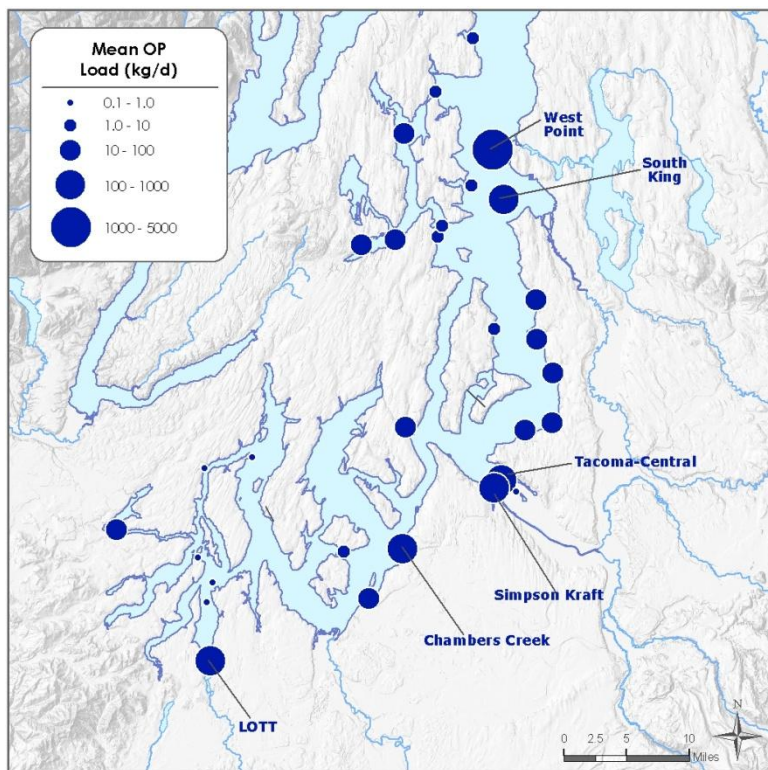 Mean OP
Load (kg/d)
0.1 - 1.0
1.0 - 10
10 - 100
100 - 1000
1000 - 5000
West
Point
South
King
Tacoma-Central
Simpson Kraft
Chambers Creek
LOTT
N
0 2.5 5 10
Miles